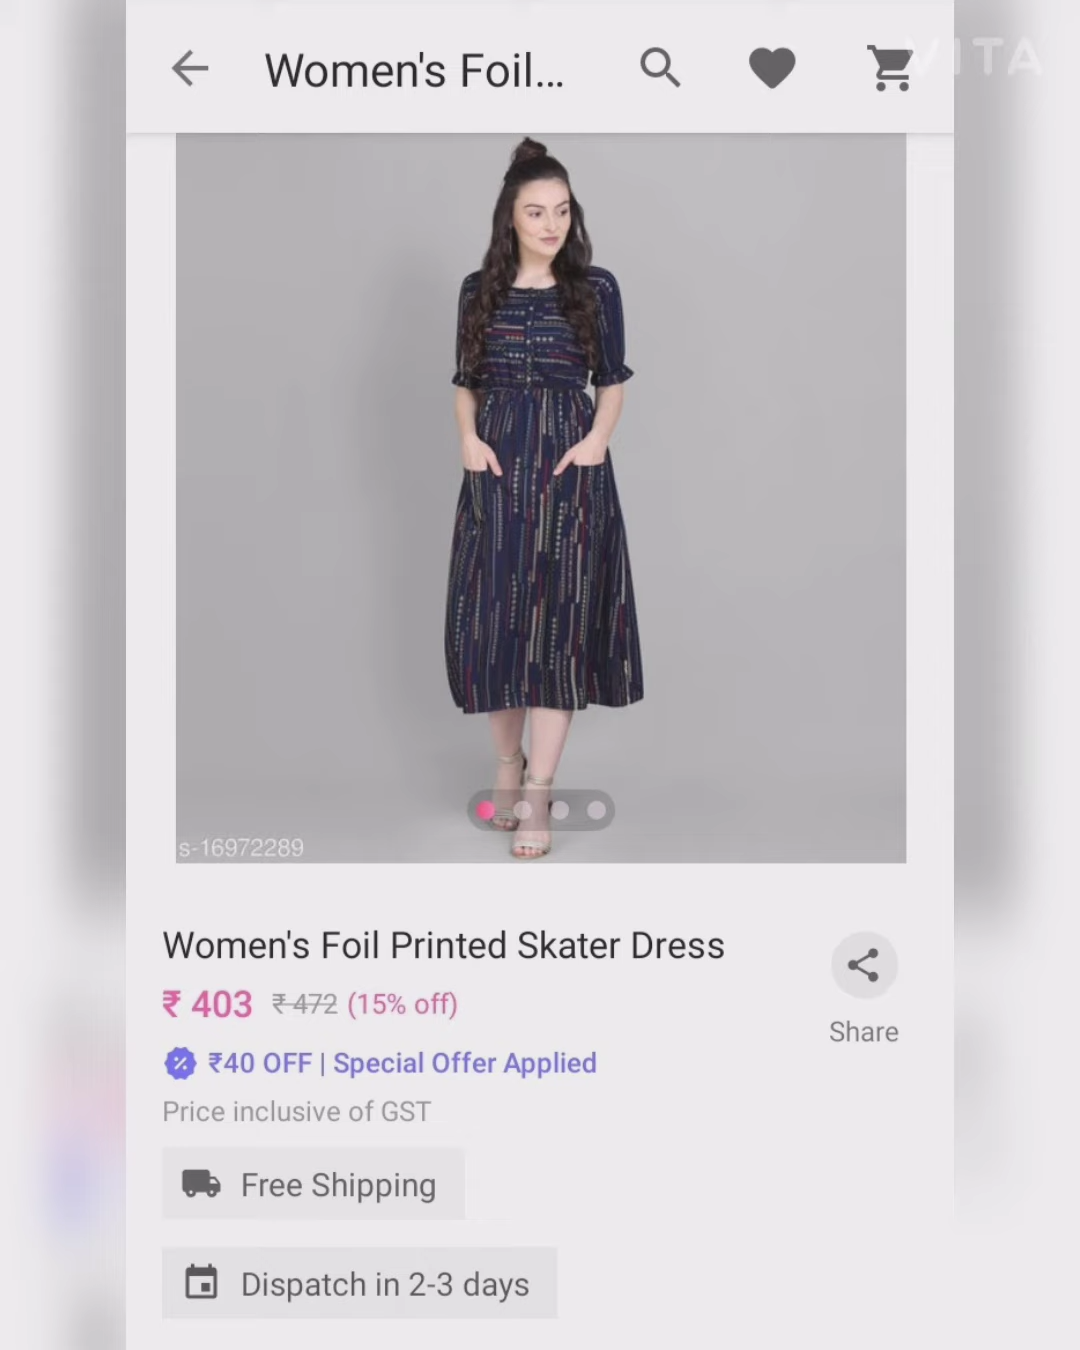 Women's Foil...
VITA
s-16972289
Women's Foil Printed Skater Dress
₹ 403 ₹ 472 (15% off)
₹40 OFF | Special Offer Applied
Price inclusive of GST
Share
Free Shipping
Dispatch in 2-3 days